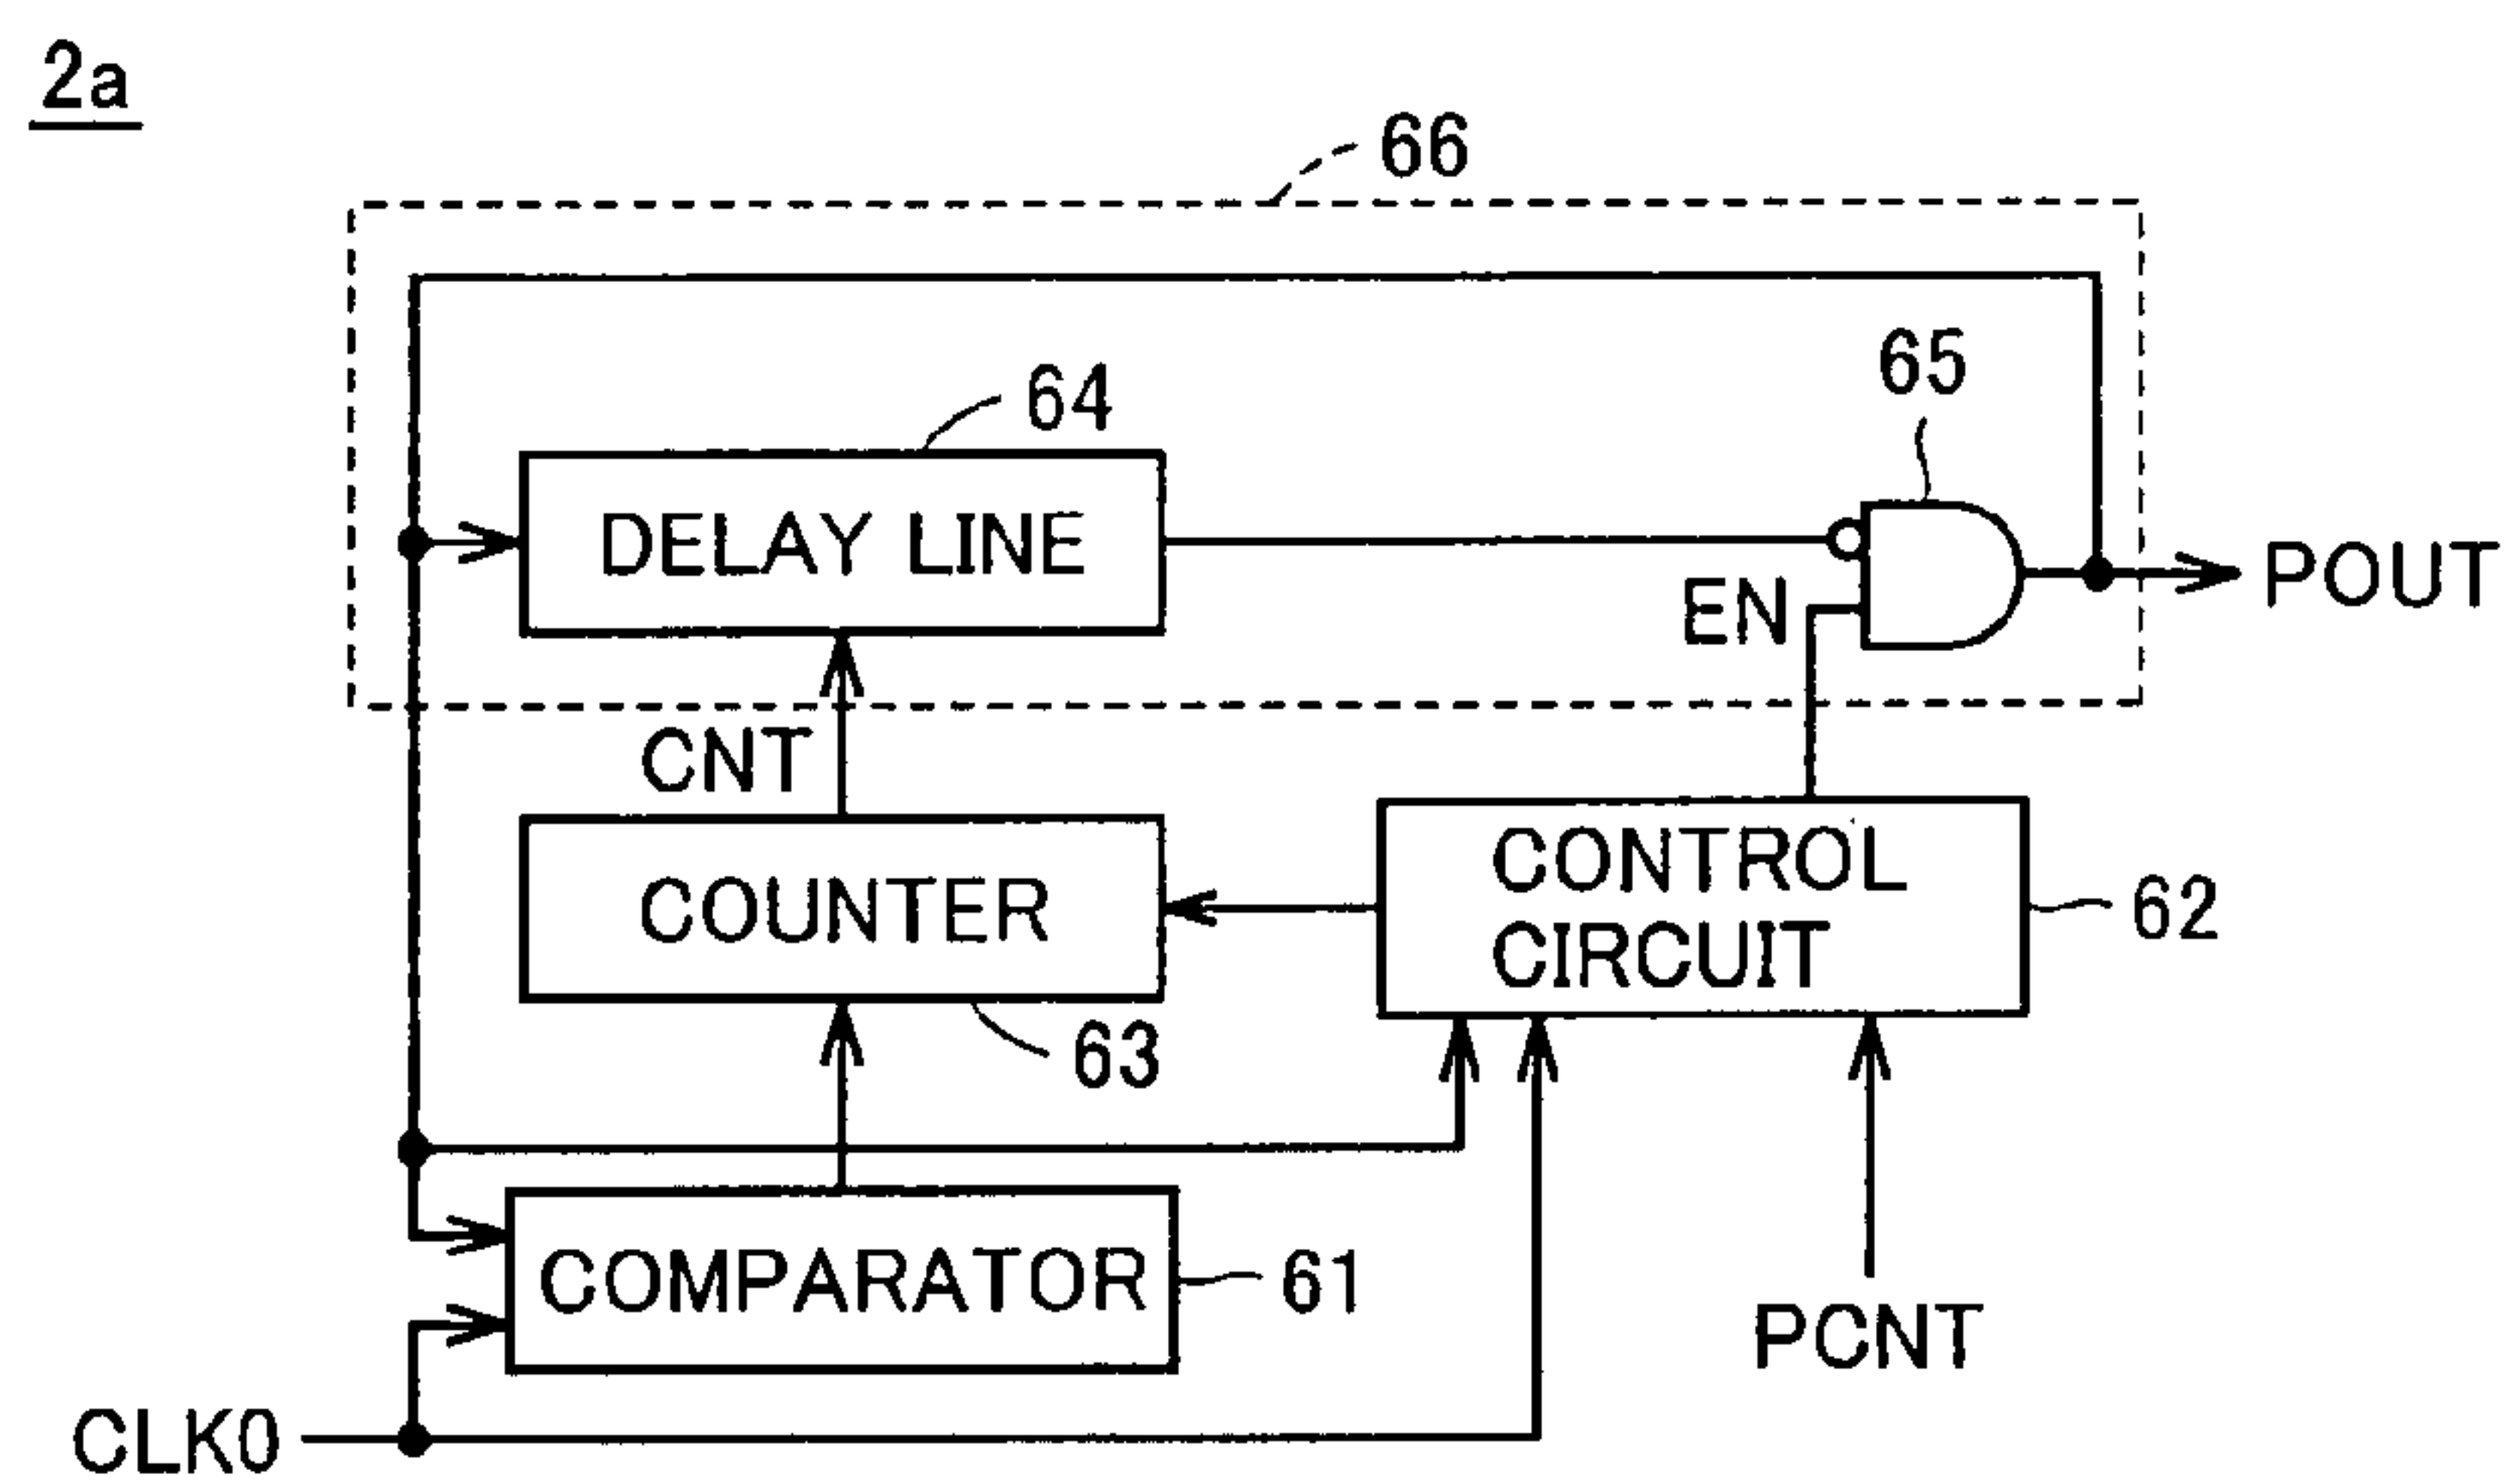 2a
66
65
64
DELAY LINE
EN
POUT
CNT
COUNTER
CONTROL
CIRCUIT
62
63
COMPARATOR
61
PCNT
CLK0